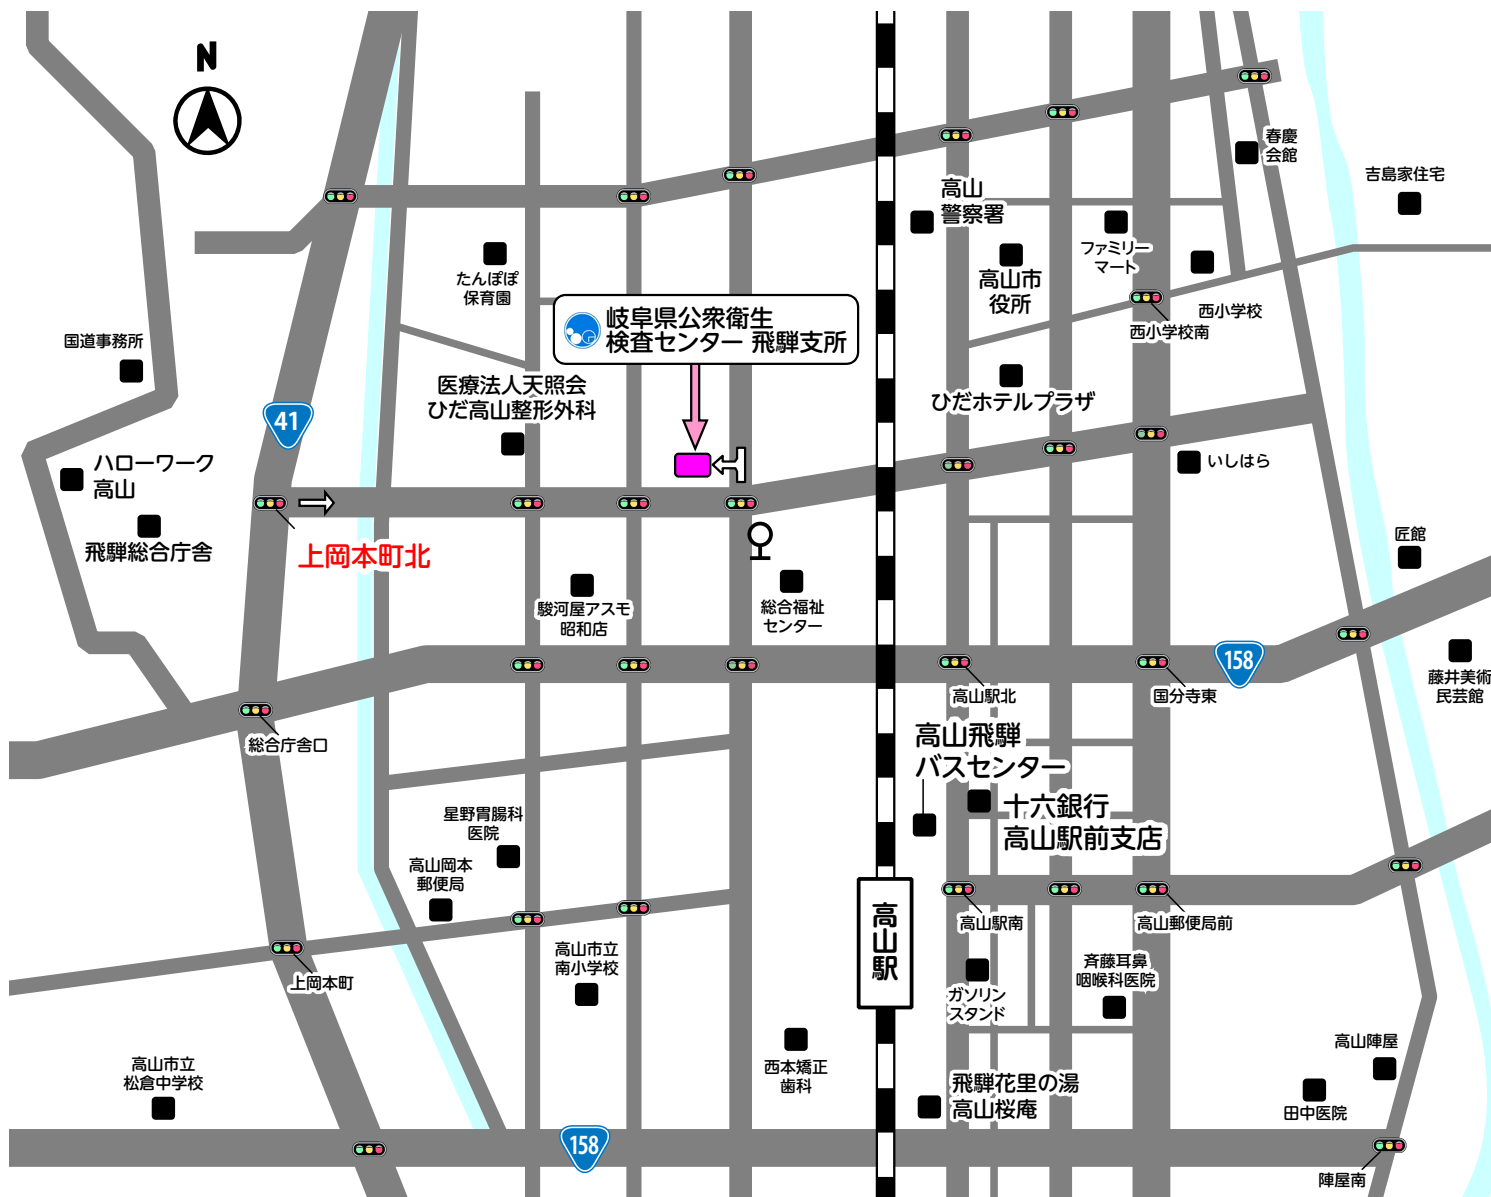 N
春慶
会館
吉島家住宅
高山
警察署
ファミリー
マート
高山市
役所
西小学校
西小学校南
たんぽぽ
保育園
岐阜県公衆衛生
検査センター 飛騨支所
国道事務所
41
医療法人天照会
ひだ高山整形外科
ひだホテルプラザ
ハローワーク
高山
いしはら
飛騨総合庁舎
上岡本町北
匠館
駿河屋アスモ
昭和店
総合福祉
センター
158
高山駅北
国分寺東
藤井美術
民芸館
総合庁舎口
高山飛騨
バスセンター
十六銀行
高山駅前支店
星野胃腸科
医院
高山岡本
郵便局
高山駅
高山駅南
高山郵便局前
高山市立
南小学校
上岡本町
ガソリン
スタンド
斉藤耳鼻
咽喉科医院
高山陣屋
高山市立
松倉中学校
西本矯正
歯科
飛騨花里の湯
高山桜庵
田中医院
158
陣屋南